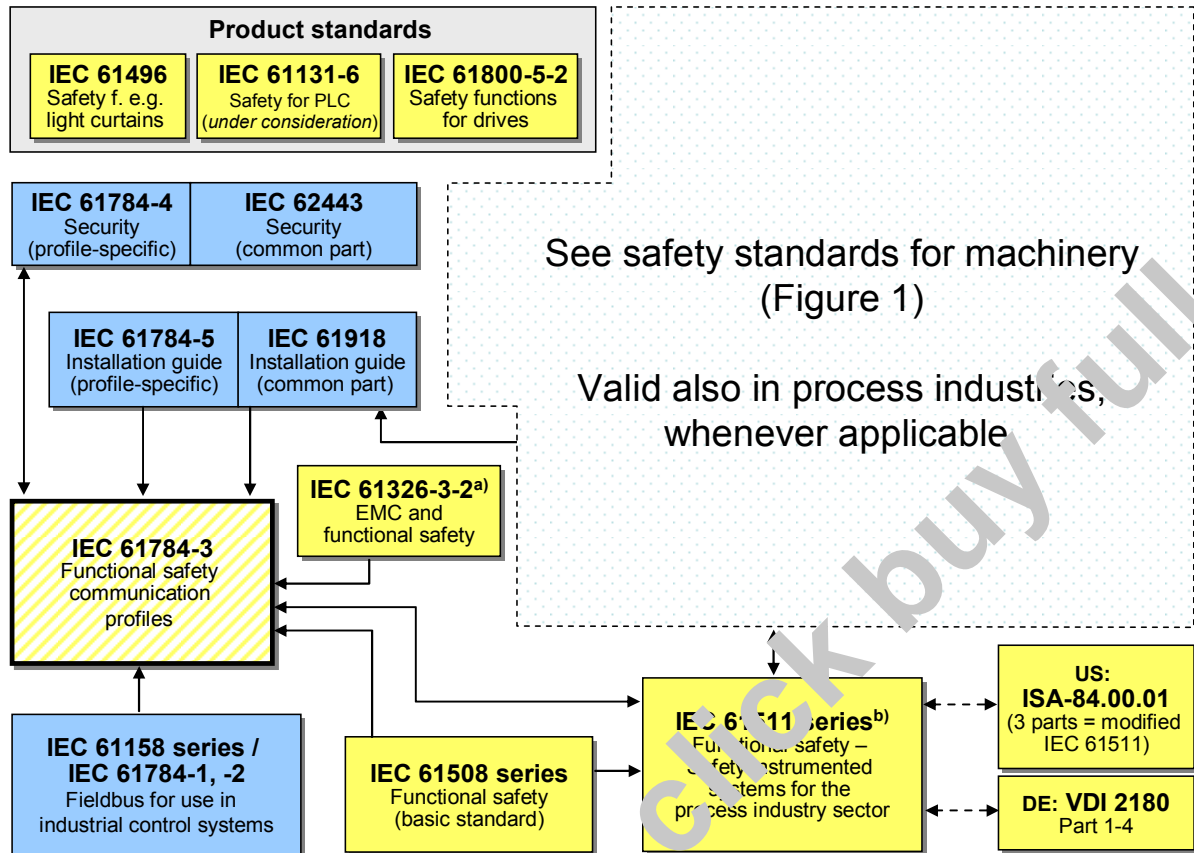 Product standards
IEC 61496
Safety f. e.g.
light curtains
IEC 61131-6
Safety for PLC
(under consideration)
IEC 61800-5-2
Safety functions
for drives
IEC 61784-4
Security
(profile-specific)
IEC 62443
Security
(common part)
See safety standards for machinery
(Figure 1)
Valid also in process industries,
whenever applicable
IEC 61784-5
Installation guide
(profile-specific)
IEC 61918
Installation guide
(common part)
IEC 61326-3-2a)
EMC and
functional safety
IEC 61784-3
Functional safety
communication
profiles
IEC 61158 series /
IEC 61784-1, -2
Fieldbus for use in
industrial control systems
IEC 61508 series
Functional safety
(basic standard)
IEC 61511 seriesb)
Functional safety –
Safety instrumented
systems for the
process industry sector
US:
ISA-84.00.01
(3 parts = modified
IEC 61511)
DE: VDI 2180
Part 1-4
click buy full